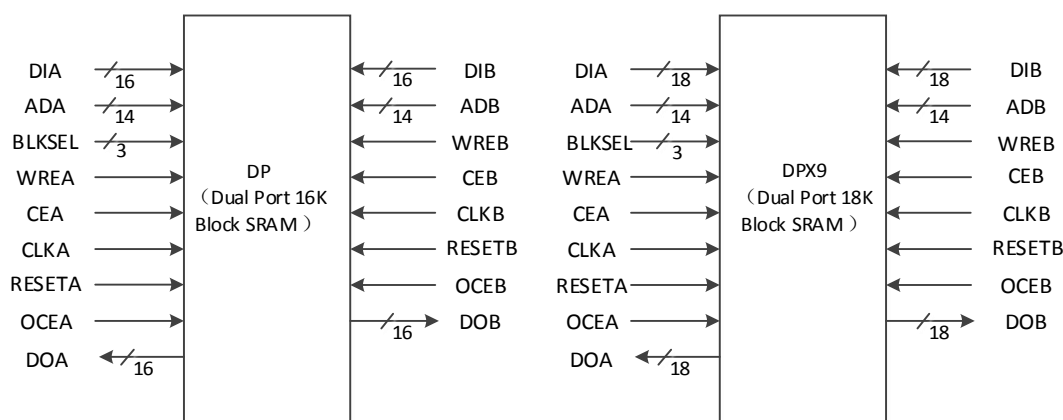 DIA
16
ADA
14
BLKSEL
3
WREA
CEA
CLKA
RESETA
OCEA
DOA
16
DP
（Dual Port 16K
Block SRAM ）
16
DIB
14
ADB
WREB
CEB
CLKB
RESETB
OCEB
16
DOB
DIA
18
ADA
14
BLKSEL
3
WREA
CEA
CLKA
RESETA
OCEA
DOA
18
DPX9
（Dual Port 18K
Block SRAM ）
18
DIB
14
ADB
WREB
CEB
CLKB
RESETB
OCEB
18
DOB